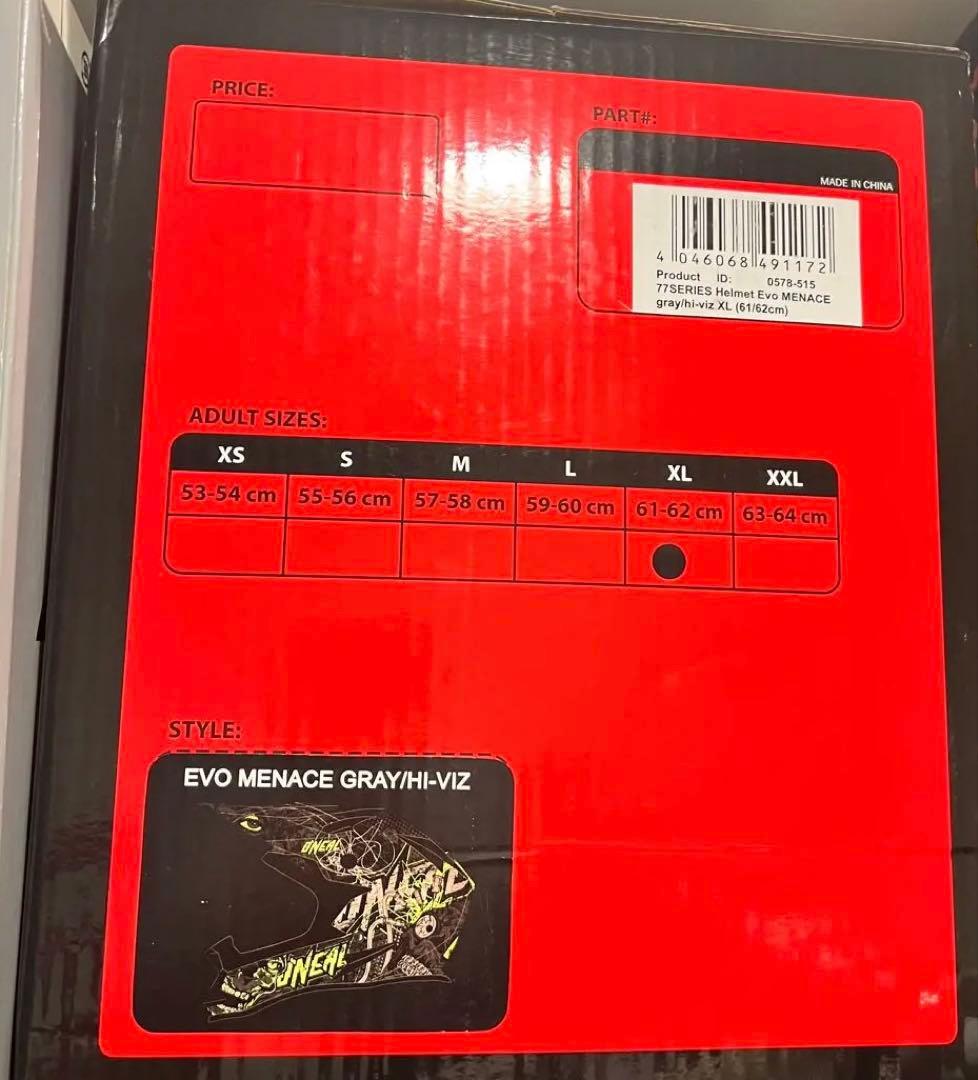 PRICE:
PART#:
MADE IN CHINA
4 046068 491172
Product ID: 0578-515
77SERIES Helmet Evo MENACE
gray/hi-viz XL (61/62cm)
ADULT SIZES:
XS S M L XL XXL
53-54 cm 55-56 cm 57-58 cm 59-60 cm 61-62 cm 63-64 cm
STYLE:
EVO MENACE GRAY/HI-VIZ
ONEAL
ONEAL
ONEAL